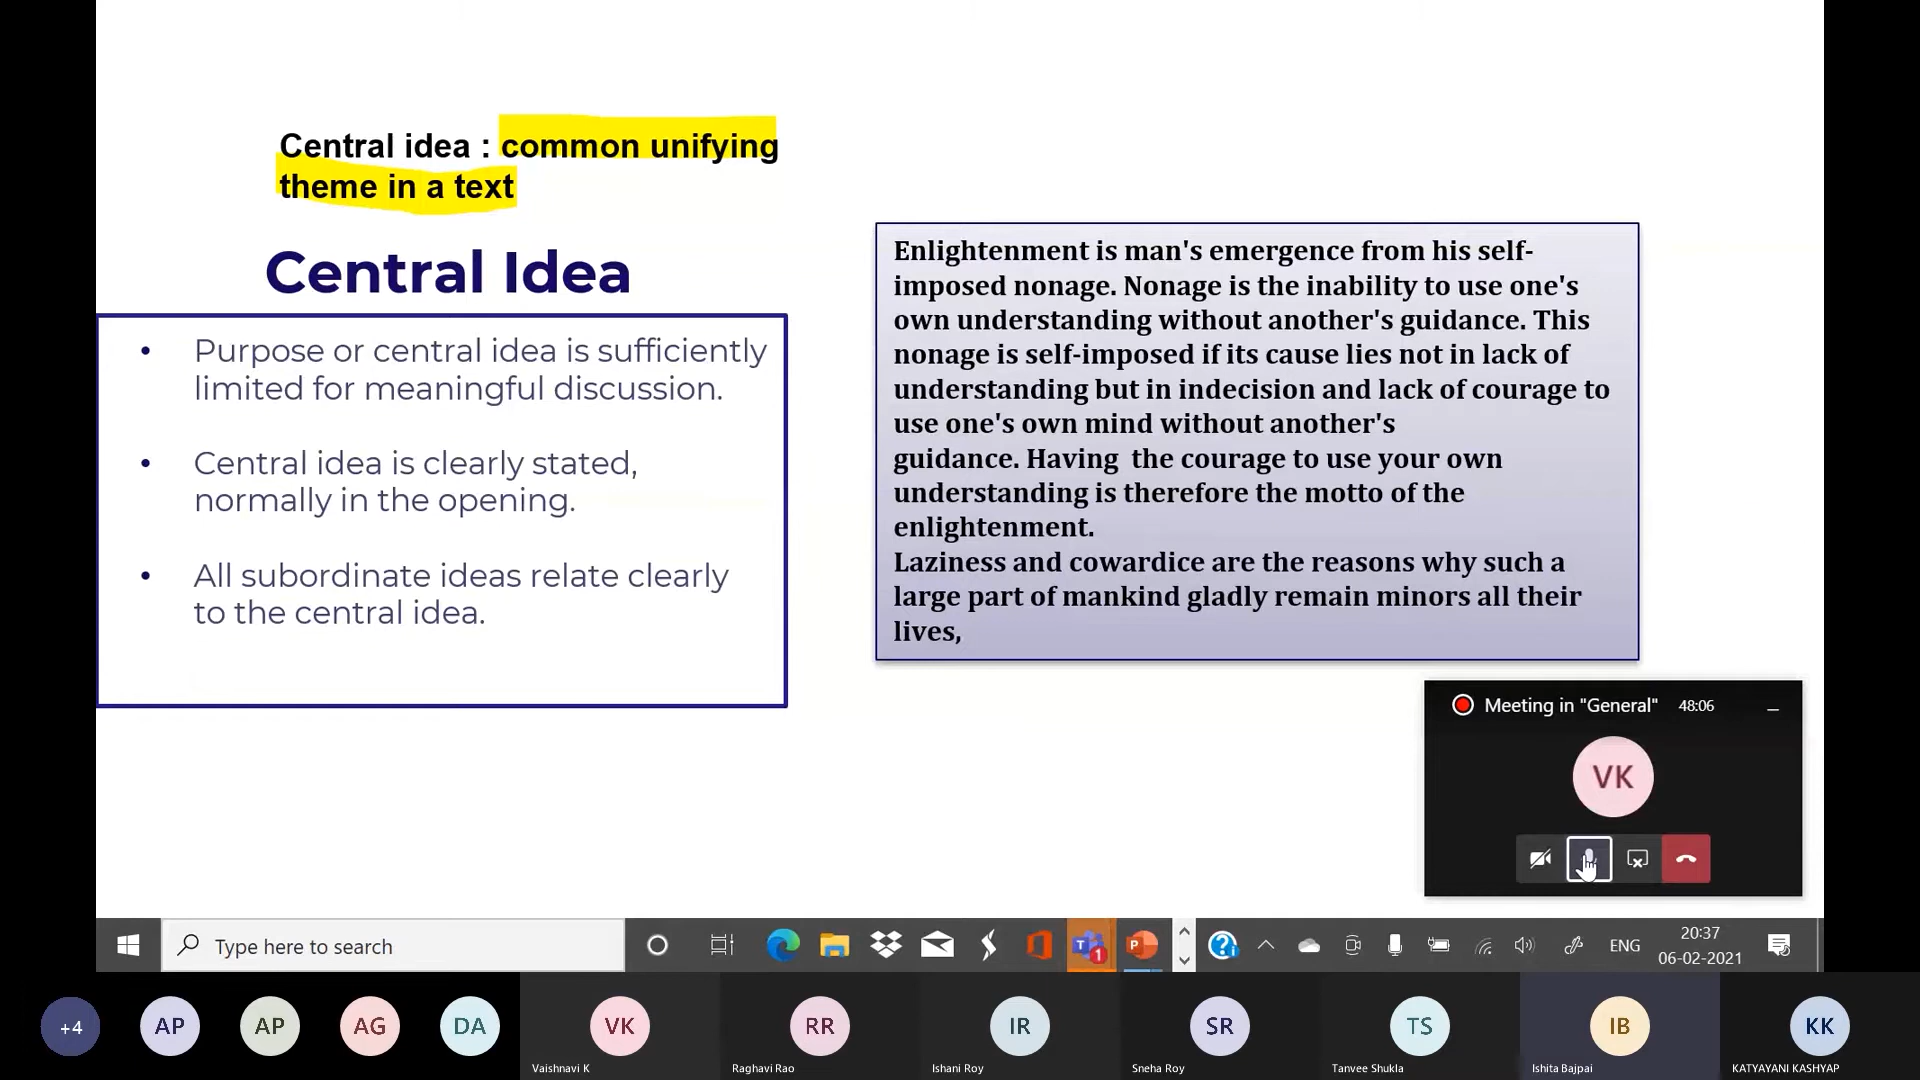 Central idea : common unifying
theme in a text
Central Idea
• Purpose or central idea is sufficiently
limited for meaningful discussion.
• Central idea is clearly stated,
normally in the opening.
• All subordinate ideas relate clearly
to the central idea.
Enlightenment is man's emergence from his self-
imposed nonage. Nonage is the inability to use one's
own understanding without another's guidance. This
nonage is self-imposed if its cause lies not in lack of
understanding but in indecision and lack of courage to
use one's own mind without another's
guidance. Having the courage to use your own
understanding is therefore the motto of the
enlightenment.
Laziness and cowardice are the reasons why such a
large part of mankind gladly remain minors all their
lives,
Meeting in "General" 48:06
VK
Type here to search
1
ENG
20:37
06-02-2021
+4
AP
AP
AG
DA
VK
RR
IR
SR
TS
IB
KK
Vaishnavi K
Raghavi Rao
Ishani Roy
Sneha Roy
Tanvee Shukla
Ishita Bajpai
KATYAYANI KASHYAP